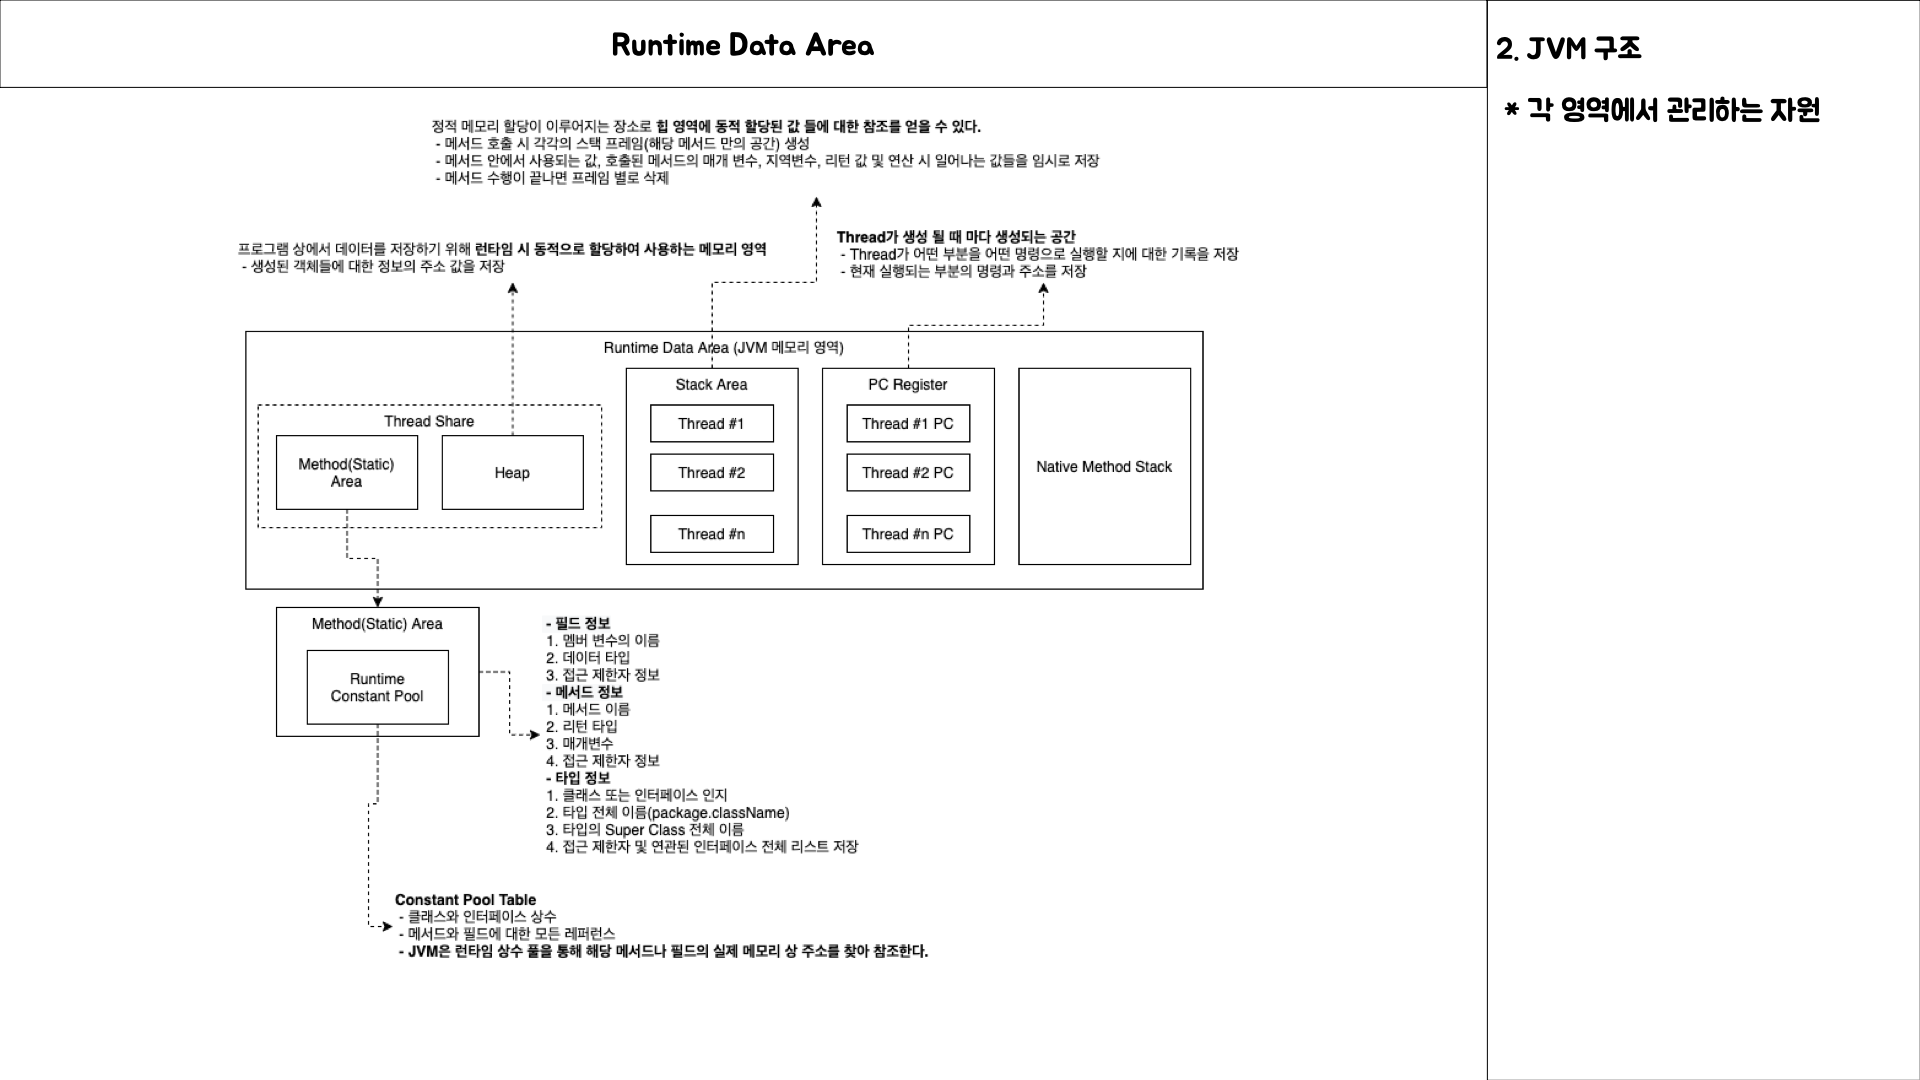 Runtime Data Area
2. JVM 구조
* 각 영역에서 관리하는 자원
정적 메모리 할당이 이루어지는 장소로 힙 영역에 동적 할당된 값 들에 대한 참조를 얻을 수 있다.
- 메서드 호출 시 각각의 스택 프레임(해당 메서드 만의 공간) 생성
- 메서드 안에서 사용되는 값, 호출된 메서드의 매개 변수, 지역변수, 리턴 값 및 연산 시 일어나는 값들을 임시로 저장
- 메서드 수행이 끝나면 프레임 별로 삭제
프로그램 상에서 데이터를 저장하기 위해 런타임 시 동적으로 할당하여 사용하는 메모리 영역
- 생성된 객체들에 대한 정보의 주소 값을 저장
Thread가 생성 될 때 마다 생성되는 공간
- Thread가 어떤 부분을 어떤 명령으로 실행할 지에 대한 기록을 저장
- 현재 실행되는 부분의 명령과 주소를 저장
Runtime Data Area (JVM 메모리 영역)
Thread Share
Method(Static)
Area
Heap
Stack Area
Thread #1
Thread #2
Thread #n
PC Register
Thread #1 PC
Thread #2 PC
Thread #n PC
Native Method Stack
Method(Static) Area
Runtime
Constant Pool
- 필드 정보
1. 멤버 변수의 이름
2. 데이터 타입
3. 접근 제한자 정보
- 메서드 정보
1. 메서드 이름
2. 리턴 타입
3. 매개변수
4. 접근 제한자 정보
- 타입 정보
1. 클래스 또는 인터페이스 인지
2. 타입 전체 이름(package.className)
3. 타입의 Super Class 전체 이름
4. 접근 제한자 및 연관된 인터페이스 전체 리스트 저장
Constant Pool Table
- 클래스와 인터페이스 상수
- 메서드와 필드에 대한 모든 레퍼런스
- JVM은 런타임 상수 풀을 통해 해당 메서드나 필드의 실제 메모리 상 주소를 찾아 참조한다.